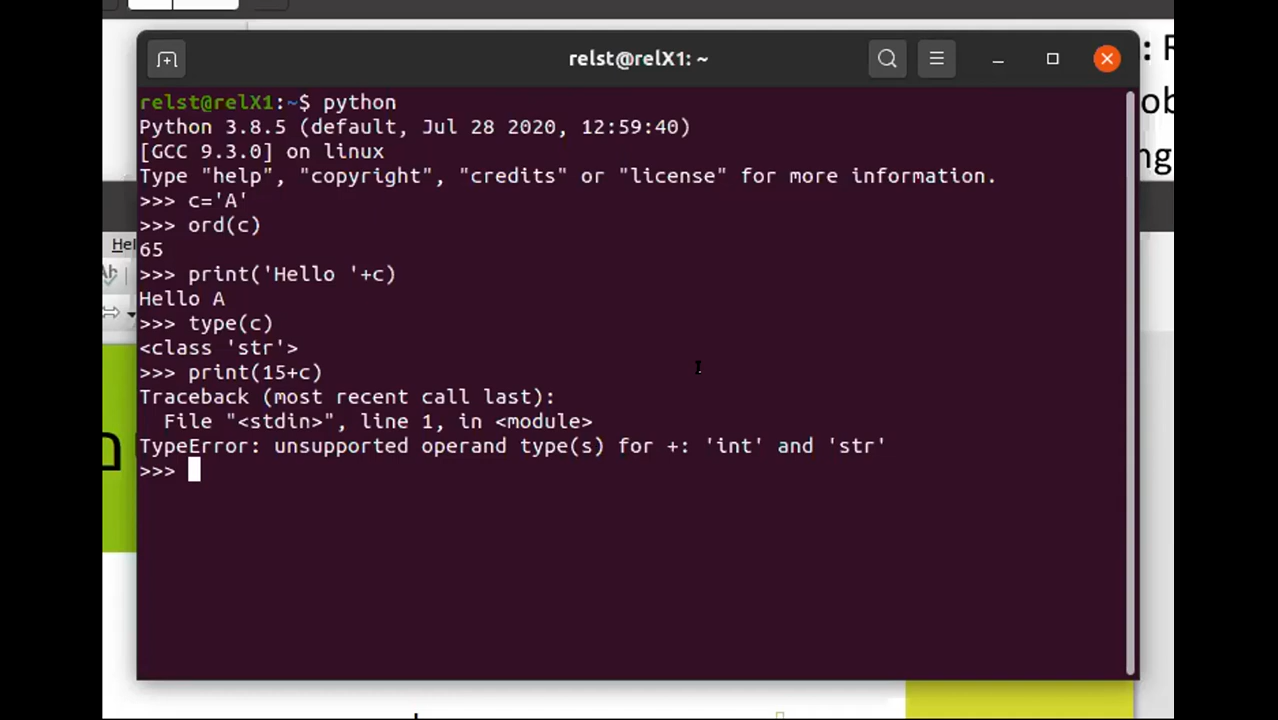 relst@relX1: ~
relst@relX1:~$ python
Python 3.8.5 (default, Jul 28 2020, 12:59:40)
[GCC 9.3.0] on linux
Type "help", "copyright", "credits" or "license" for more information.
>>> c='A'
>>> ord(c)
65
>>> print('Hello '+c)
Hello A
>>> type(c)
<class 'str'>
>>> print(15+c)
Traceback (most recent call last):
  File "<stdin>", line 1, in <module>
TypeError: unsupported operand type(s) for +: 'int' and 'str'
>>>